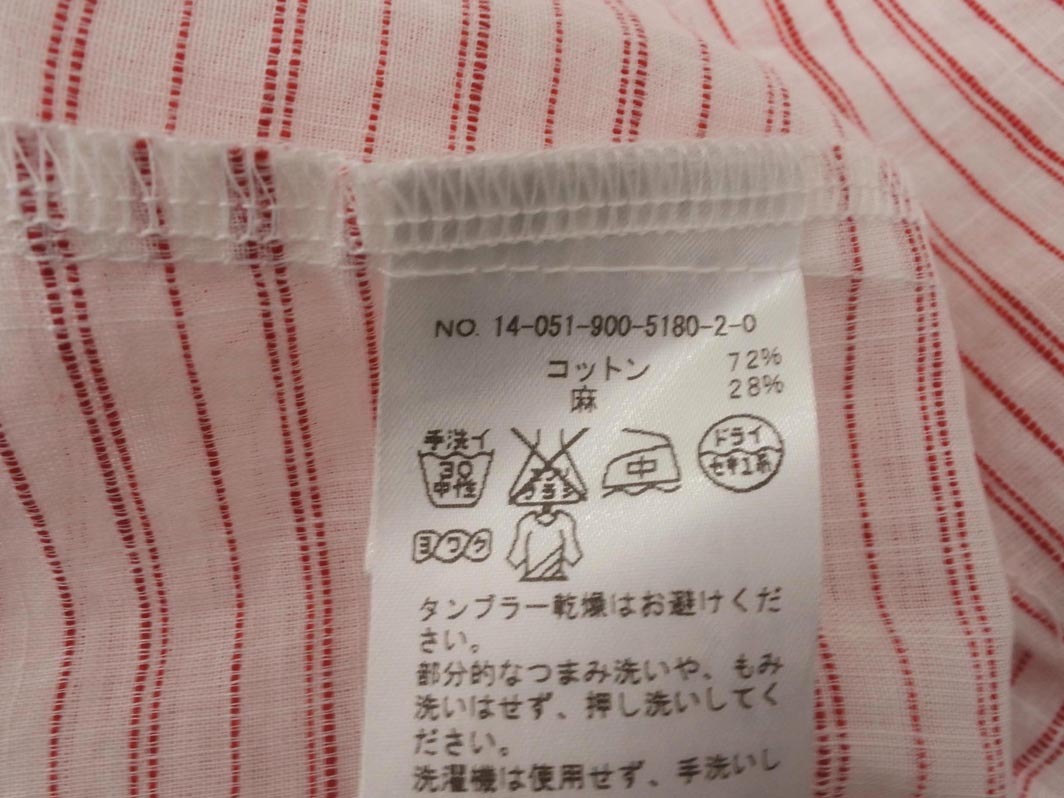 NO. 14-051-900-5180-2-0
コットン 72%
麻 28%
手洗イ
30
中性
エンソサラシ
中
ドライ
セキユ系
ヨワク
タンブラー乾燥はお避けくだ
さい。
部分的なつまみ洗いや、もみ
洗いはせず、押し洗いしてく
ださい。
洗濯機は使用せず、手洗いし